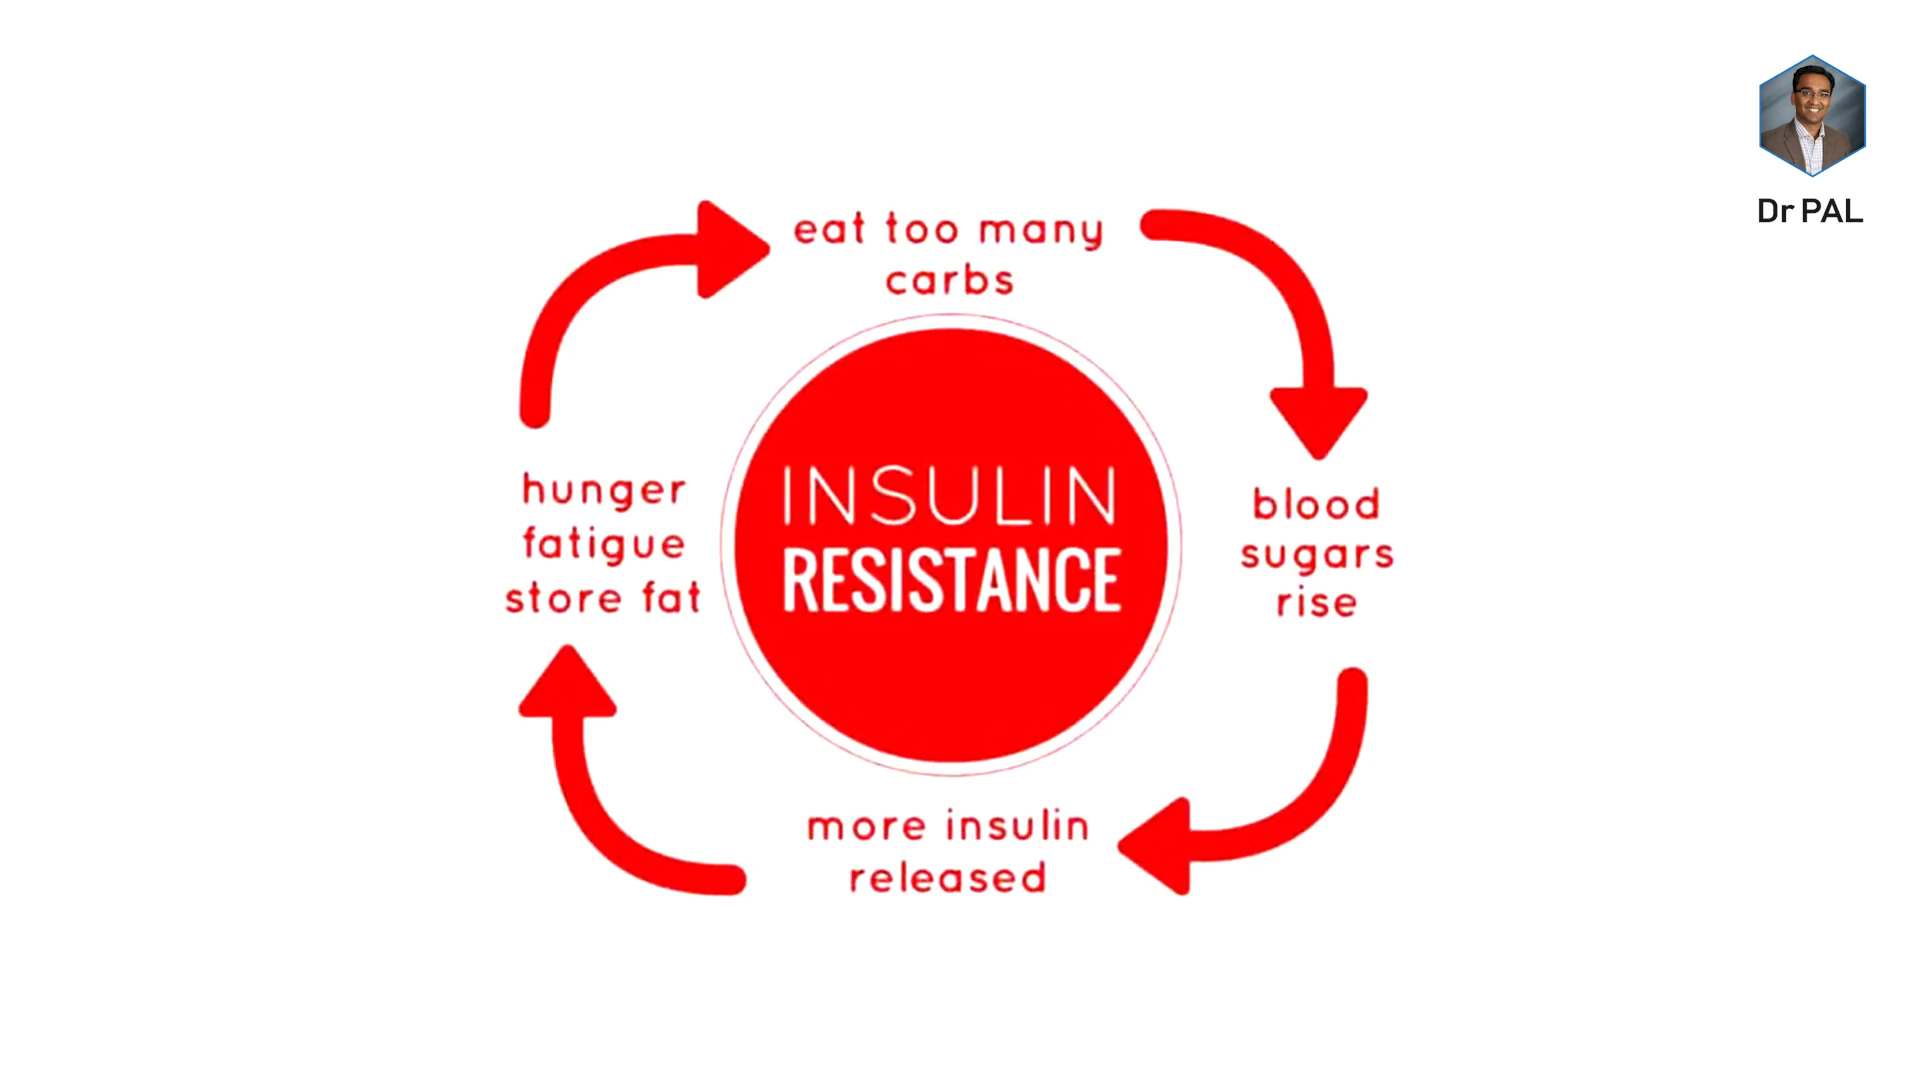 Dr PAL
eat too many
carbs
blood
sugars
rise
more insulin
released
hunger
fatigue
store fat
INSULIN
RESISTANCE